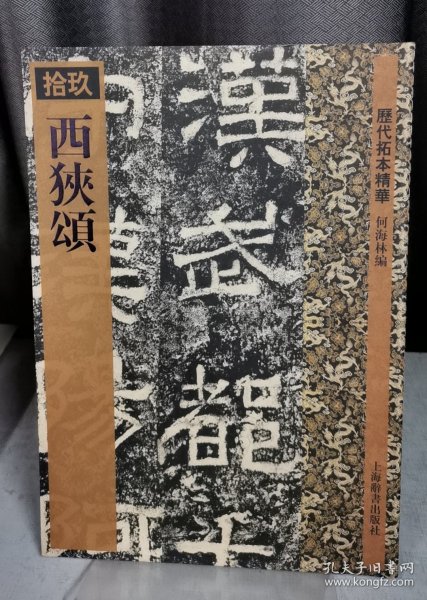 拾玖
西狹頌
漢武都
歷代拓本精華
何海林編
上海辭書出版社
孔夫子旧书网
www.kongfz.com